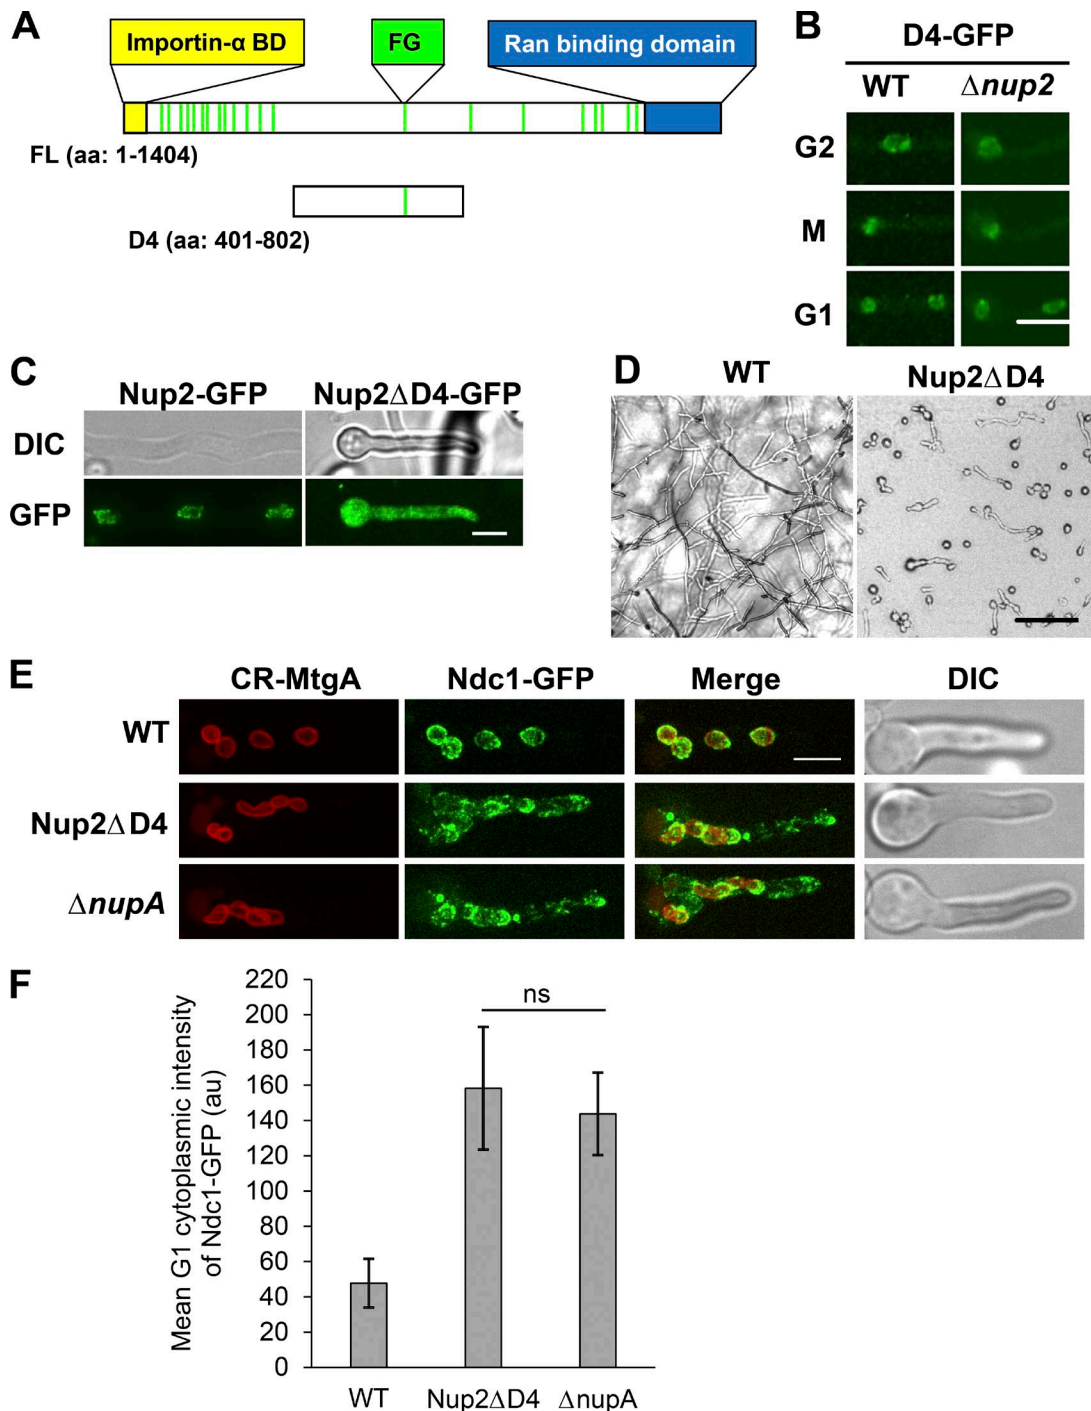 A
Importin-α BD
FG
Ran binding domain
FL (aa: 1-1404)
D4 (aa: 401-802)
B
D4-GFP
WT
Δnup2
G2
M
G1
C
Nup2-GFP
Nup2ΔD4-GFP
DIC
GFP
D
WT
Nup2ΔD4
E
CR-MtgA
Ndc1-GFP
Merge
DIC
WT
Nup2ΔD4
ΔnupA
F
Mean G1 cytoplasmic intensity
of Ndc1-GFP (au)
220
200
180
160
140
120
100
80
60
40
20
0
ns
WT
Nup2ΔD4
ΔnupA